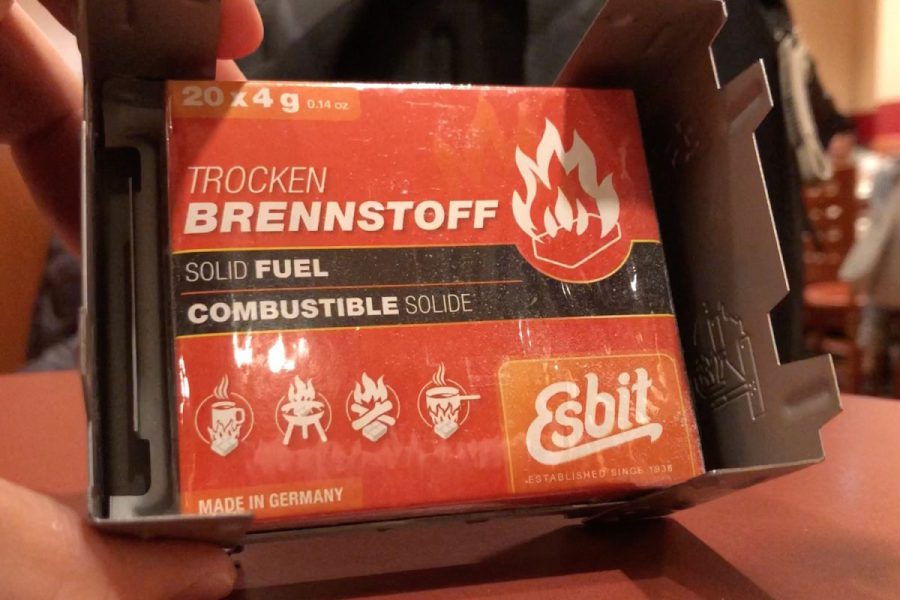 20 x 4 g 0.14 oz
TROCKEN
BRENNSTOFF
SOLID FUEL
COMBUSTIBLE SOLIDE
Esbit
ESTABLISHED SINCE 1936
MADE IN GERMANY